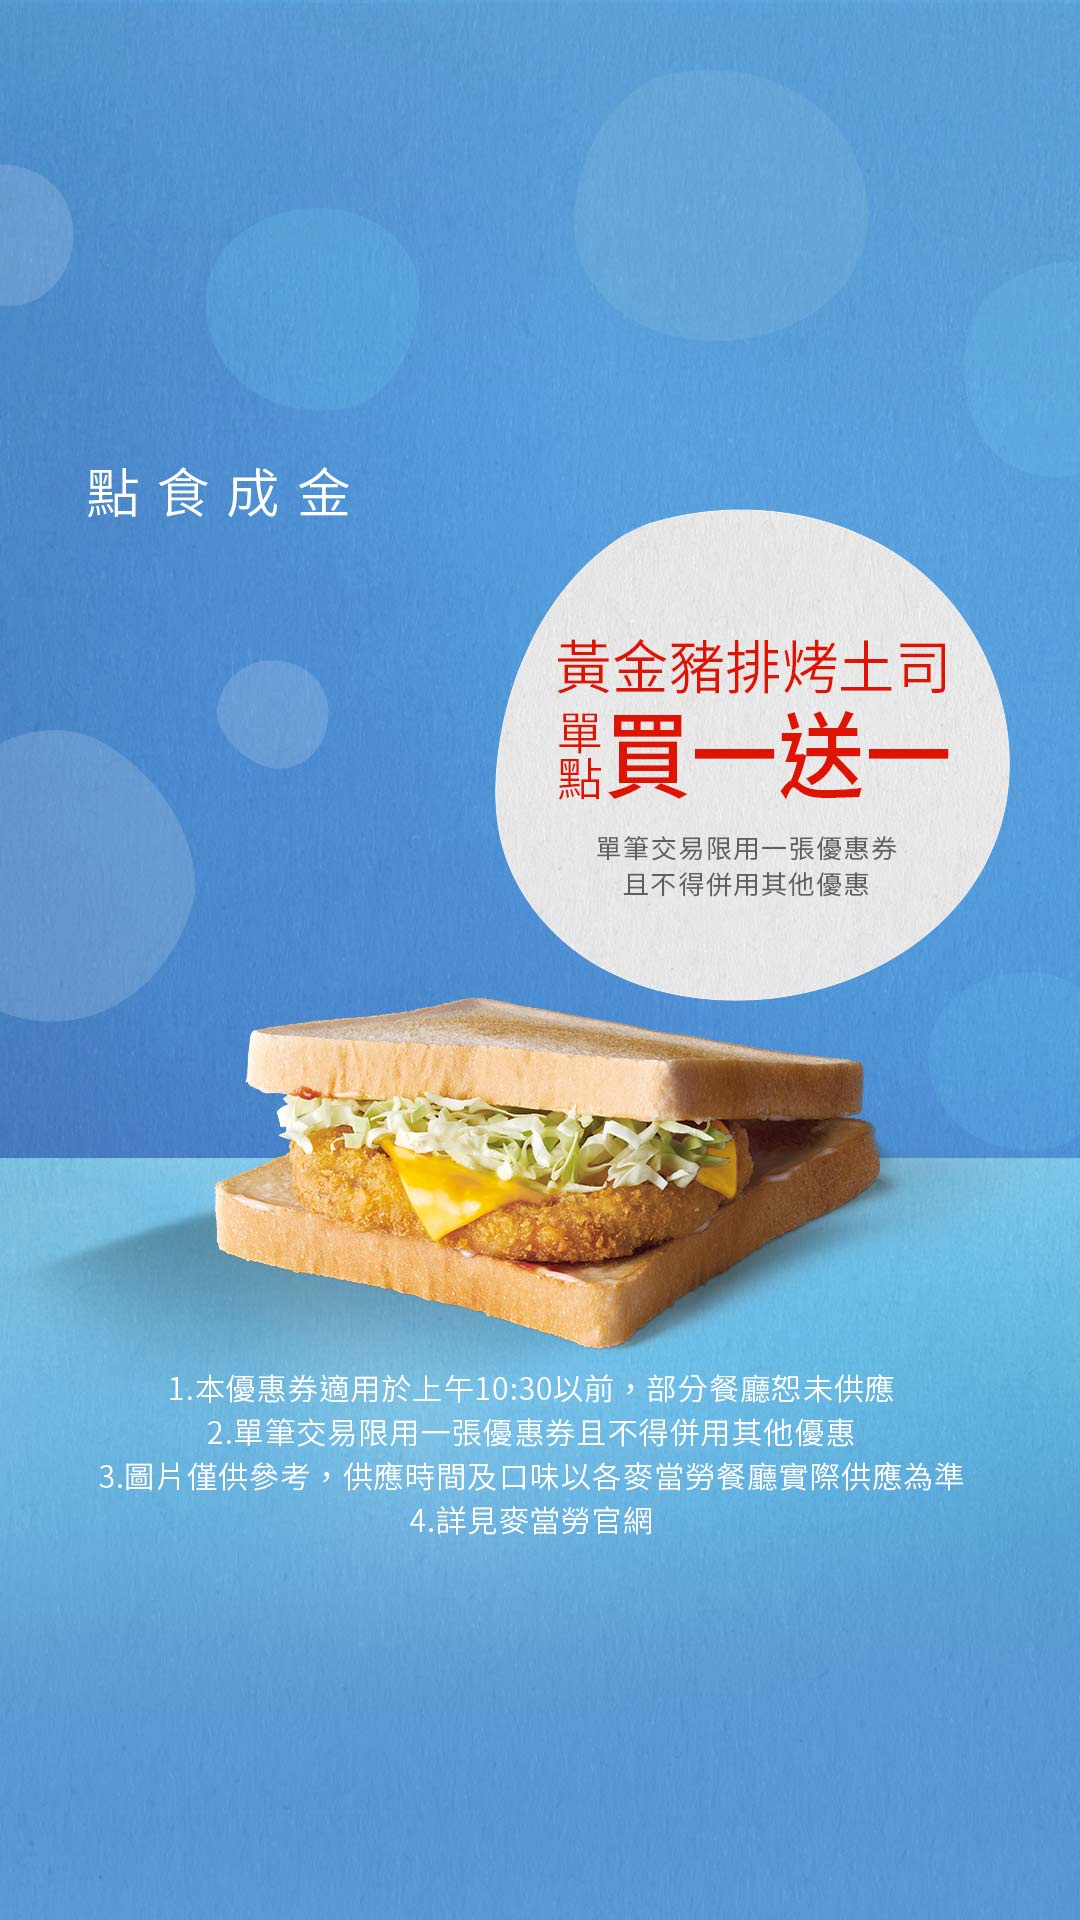 點食成金
黃金豬排烤土司
單點買一送一
單筆交易限用一張優惠券
且不得併用其他優惠
1.本優惠券適用於上午10:30以前，部分餐廳恕未供應
2.單筆交易限用一張優惠券且不得併用其他優惠
3.圖片僅供參考，供應時間及口味以各麥當勞餐廳實際供應為準
4.詳見麥當勞官網